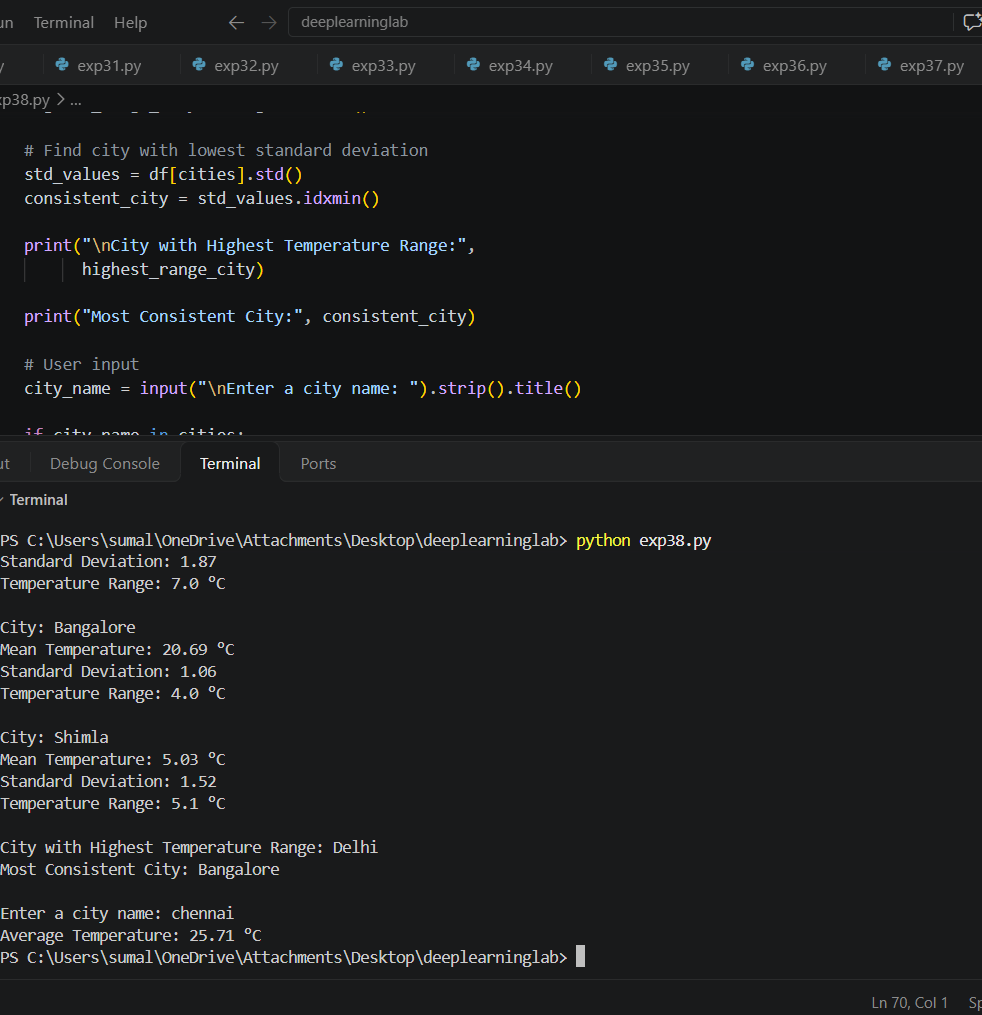 Terminal Help deeplearninglab
exp31.py exp32.py exp33.py exp34.py exp35.py exp36.py exp37.py
xp38.py > ...
# Find city with lowest standard deviation
std_values = df[cities].std()
consistent_city = std_values.idxmin()
print("\nCity with Highest Temperature Range:",
highest_range_city)
print("Most Consistent City:", consistent_city)
# User input
city_name = input("\nEnter a city name: ").strip().title()
if city_name in cities:
Debug Console Terminal Ports
Terminal
PS C:\Users\sumal\OneDrive\Attachments\Desktop\deeplearninglab> python exp38.py
Standard Deviation: 1.87
Temperature Range: 7.0 °C
City: Bangalore
Mean Temperature: 20.69 °C
Standard Deviation: 1.06
Temperature Range: 4.0 °C
City: Shimla
Mean Temperature: 5.03 °C
Standard Deviation: 1.52
Temperature Range: 5.1 °C
City with Highest Temperature Range: Delhi
Most Consistent City: Bangalore
Enter a city name: chennai
Average Temperature: 25.71 °C
PS C:\Users\sumal\OneDrive\Attachments\Desktop\deeplearninglab>
Ln 70, Col 1